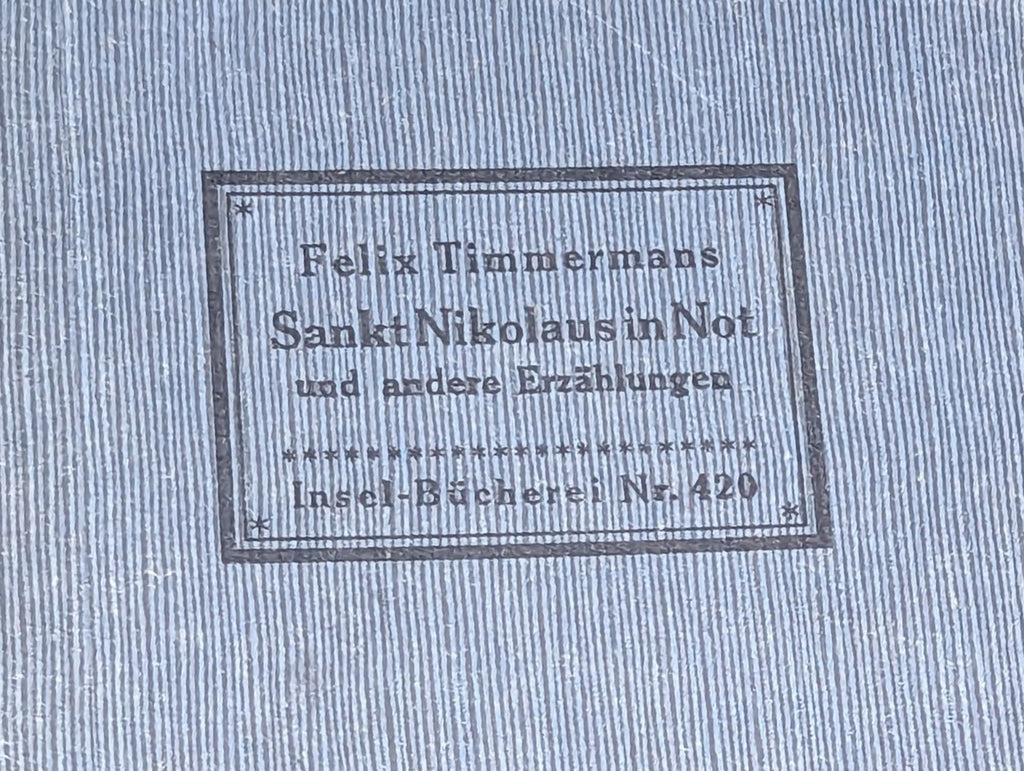 Felix Timmermans
Sankt Nikolaus in Not
und andere Erzählungen
**********************
Insel-Bücherei Nr. 420